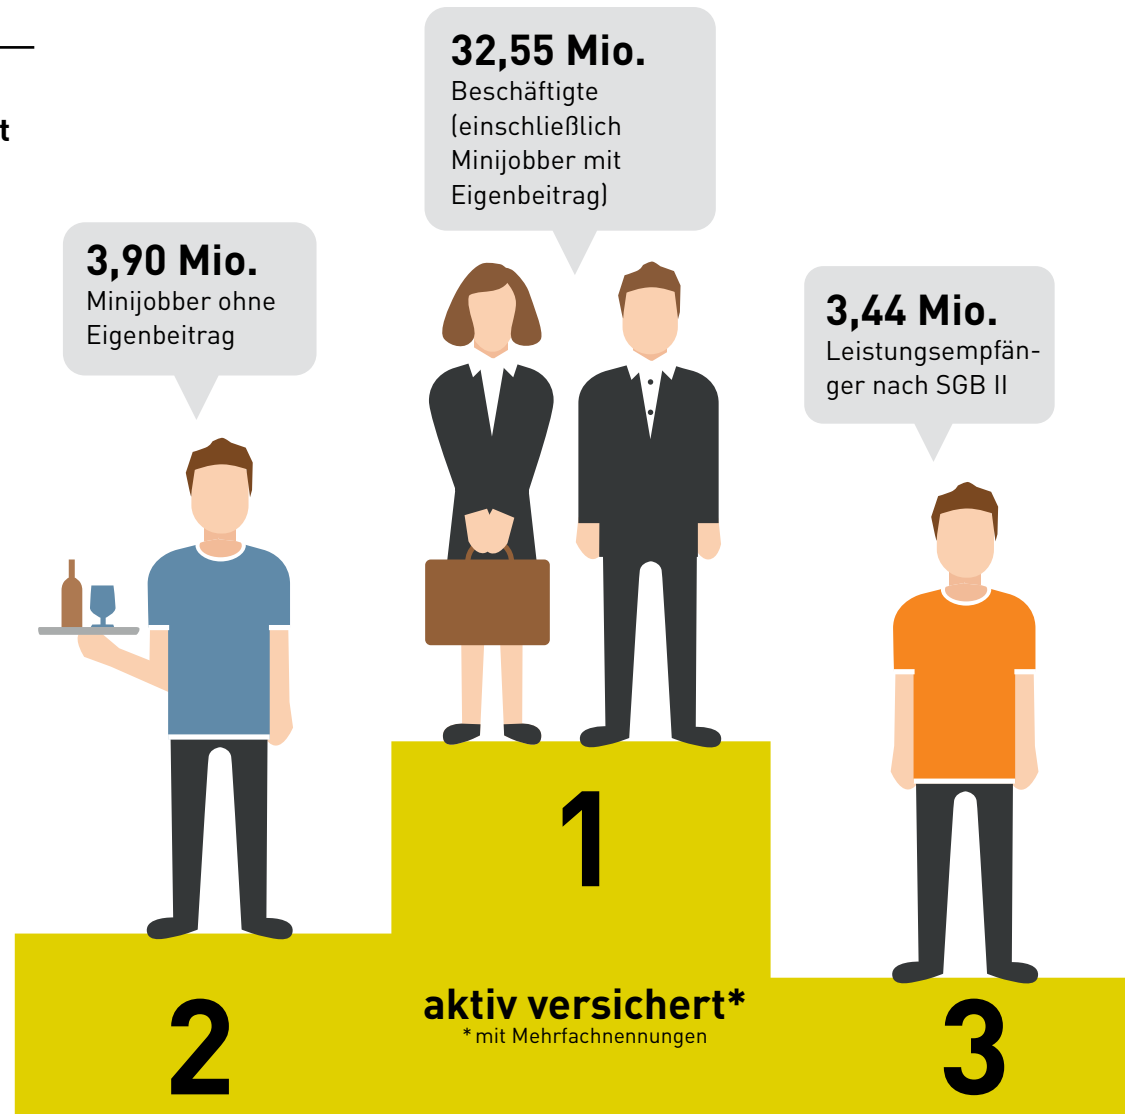 t
32,55 Mio.
Beschäftigte
(einschließlich
Minijobber mit
Eigenbeitrag)
3,90 Mio.
Minijobber ohne
Eigenbeitrag
3,44 Mio.
Leistungsempfän-
ger nach SGB II
1
2
3
aktiv versichert*
* mit Mehrfachnennungen